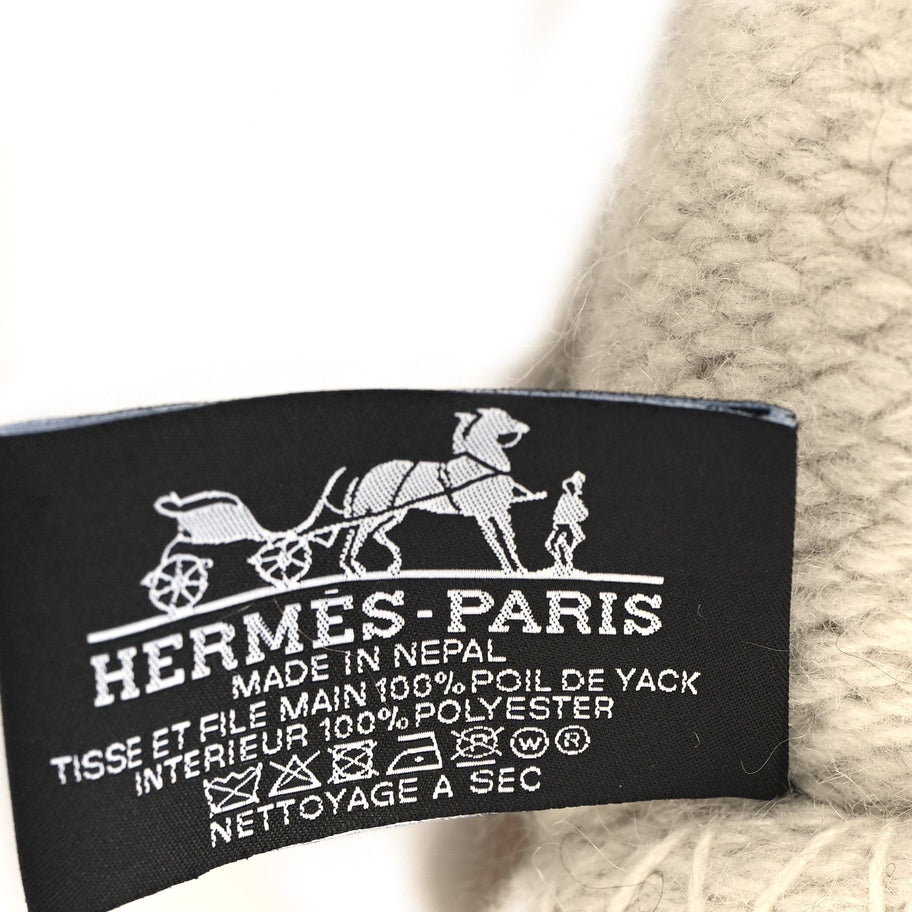 HERMÈS-PARIS
MADE IN NEPAL
TISSE ET FILE MAIN 100% POIL DE YACK
INTERIEUR 100% POLYESTER
W R
NETTOYAGE A SEC